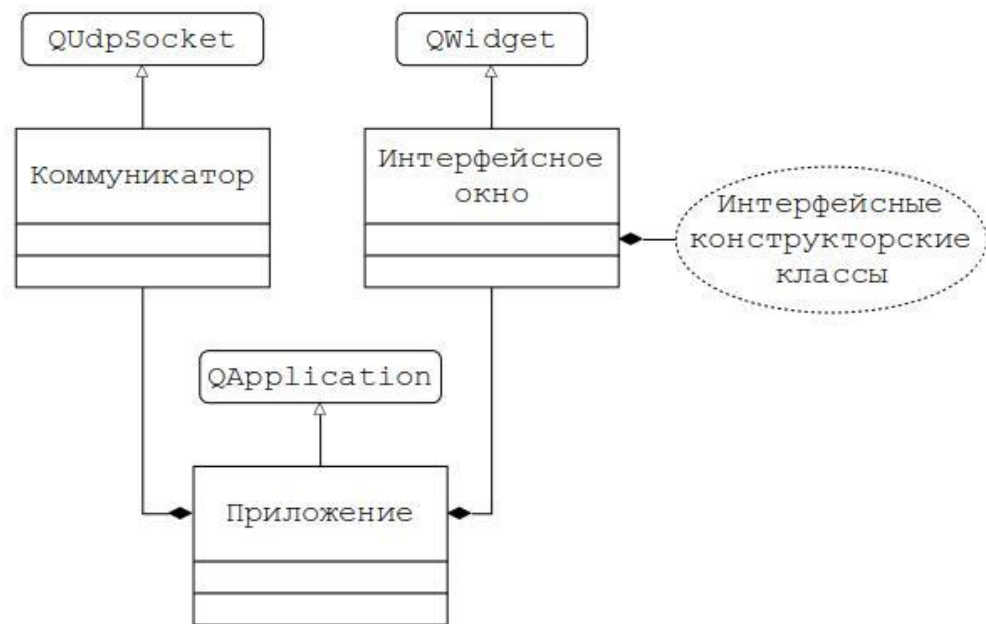 QUdpSocket
QWidget
Коммуникатор
Интерфейсное
окно
Интерфейсные
конструкторские
классы
QApplication
Приложение